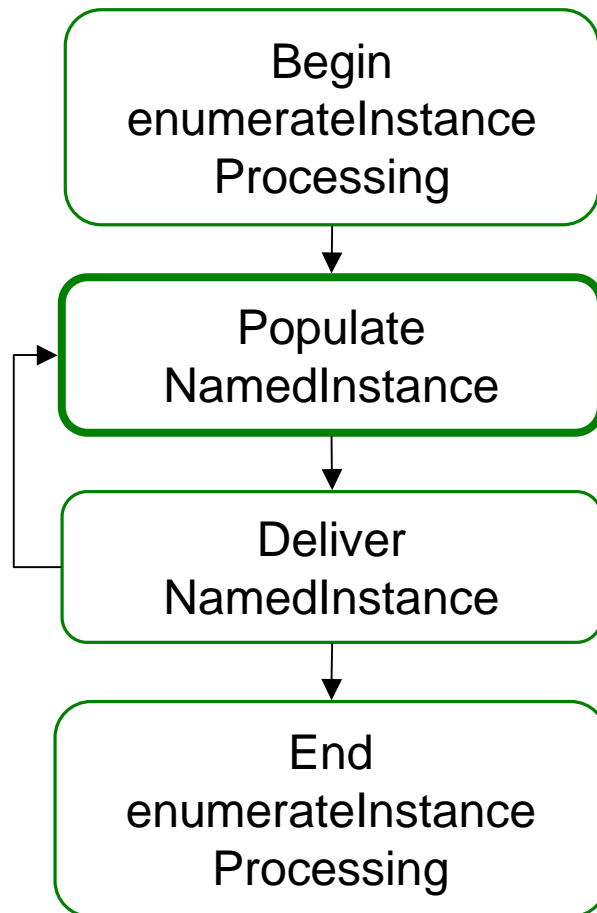 Begin
enumerateInstance
Processing
Populate
NamedInstance
Deliver
NamedInstance
End
enumerateInstance
Processing